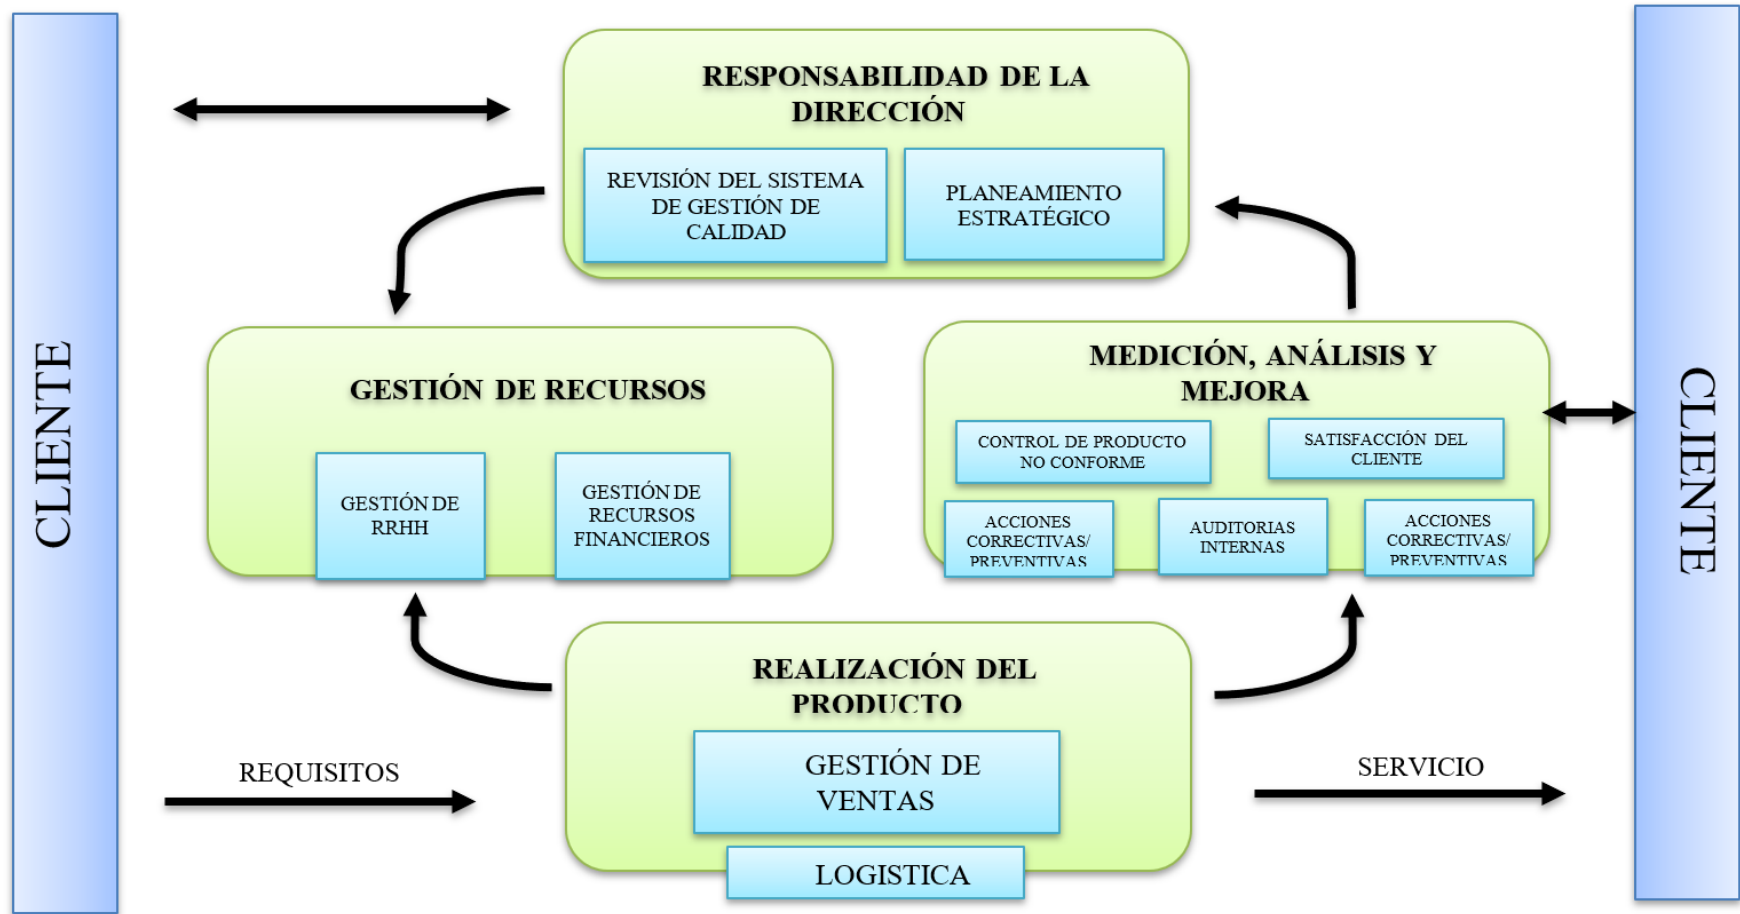 CLIENTE
RESPONSABILIDAD DE LA
DIRECCIÓN
REVISIÓN DEL SISTEMA
DE GESTIÓN DE
CALIDAD
PLANEAMIENTO
ESTRATÉGICO
GESTIÓN DE RECURSOS
GESTIÓN DE
RRHH
GESTIÓN DE
RECURSOS
FINANCIEROS
MEDICIÓN, ANÁLISIS Y
MEJORA
CONTROL DE PRODUCTO
NO CONFORME
SATISFACCIÓN DEL
CLIENTE
ACCIONES
CORRECTIVAS/
PREVENTIVAS
AUDITORIAS
INTERNAS
ACCIONES
CORRECTIVAS/
PREVENTIVAS
REALIZACIÓN DEL
PRODUCTO
GESTIÓN DE
VENTAS
LOGISTICA
REQUISITOS
SERVICIO
CLIENTE